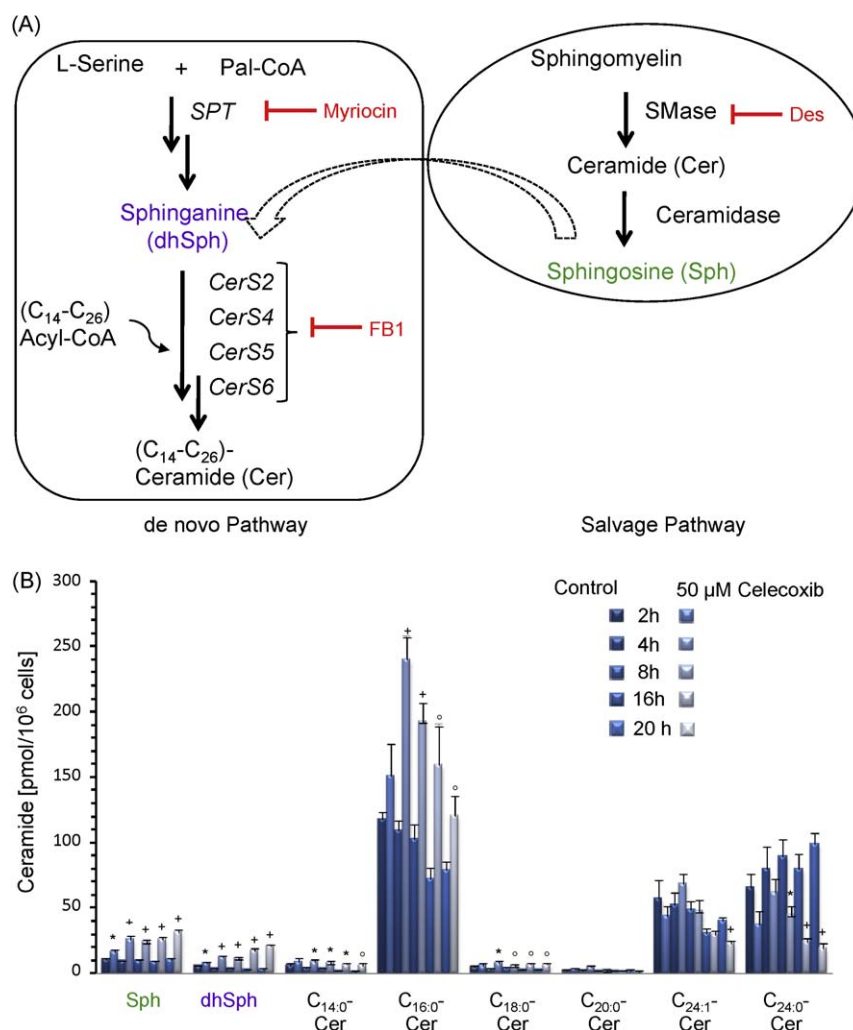 (A)
L-Serine + Pal-CoA
SPT
Myriocin
Sphinganine
(dhSph)
(C14-C26)
Acyl-CoA
CerS2
CerS4
CerS5
CerS6
FB1
(C14-C26)-
Ceramide (Cer)
de novo Pathway
Sphingomyelin
SMase
Des
Ceramide (Cer)
Ceramidase
Sphingosine (Sph)
Salvage Pathway
(B)
Ceramide [pmol/10⁶ cells]
300
250
200
150
100
50
0
Control 50 µM Celecoxib
2h
4h
8h
16h
20 h
* + + + +
* + + + +
* * * °
+ + ° °
* ° ° °
+
* + +
Sph
dhSph
C14:0-
Cer
C16:0-
Cer
C18:0-
Cer
C20:0-
Cer
C24:1-
Cer
C24:0-
Cer